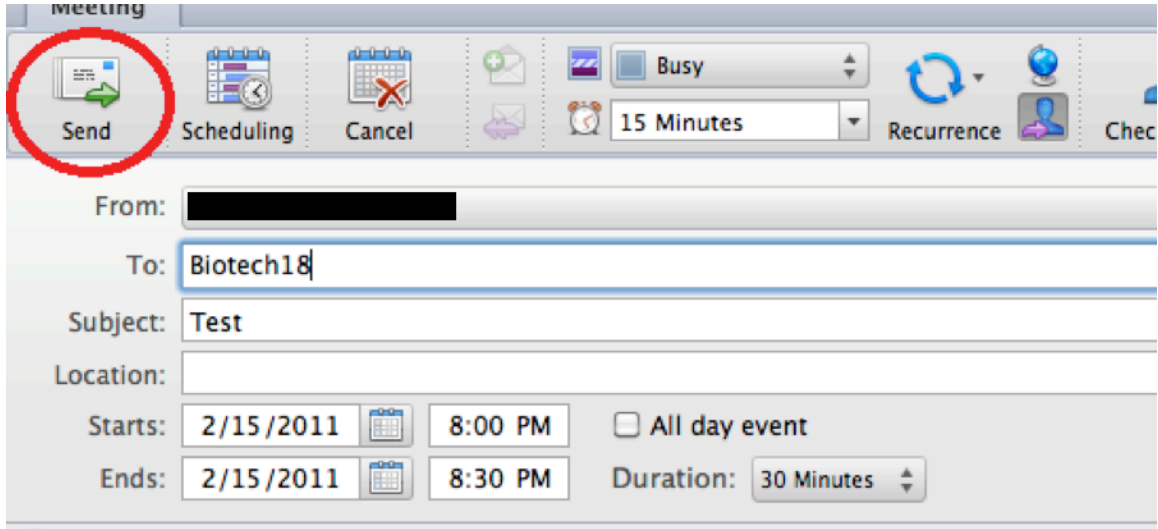 Meeting
Busy
15 Minutes
Send Scheduling Cancel Recurrence
From:
To: Biotech18
Subject: Test
Location:
Starts: 2/15/2011 8:00 PM All day event
Ends: 2/15/2011 8:30 PM Duration: 30 Minutes